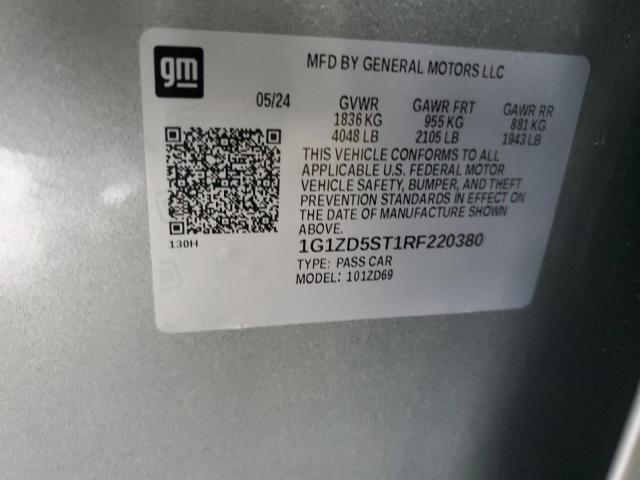 gm
MFD BY GENERAL MOTORS LLC
05/24 GVWR GAWR FRT GAWR RR
1836 KG 955 KG 881 KG
4048 LB 2105 LB 1943 LB
THIS VEHICLE CONFORMS TO ALL
APPLICABLE U.S. FEDERAL MOTOR
VEHICLE SAFETY, BUMPER, AND THEFT
PREVENTION STANDARDS IN EFFECT ON
THE DATE OF MANUFACTURE SHOWN
ABOVE.
130H
1G1ZD5ST1RF220380
TYPE: PASS CAR
MODEL: 101ZD69